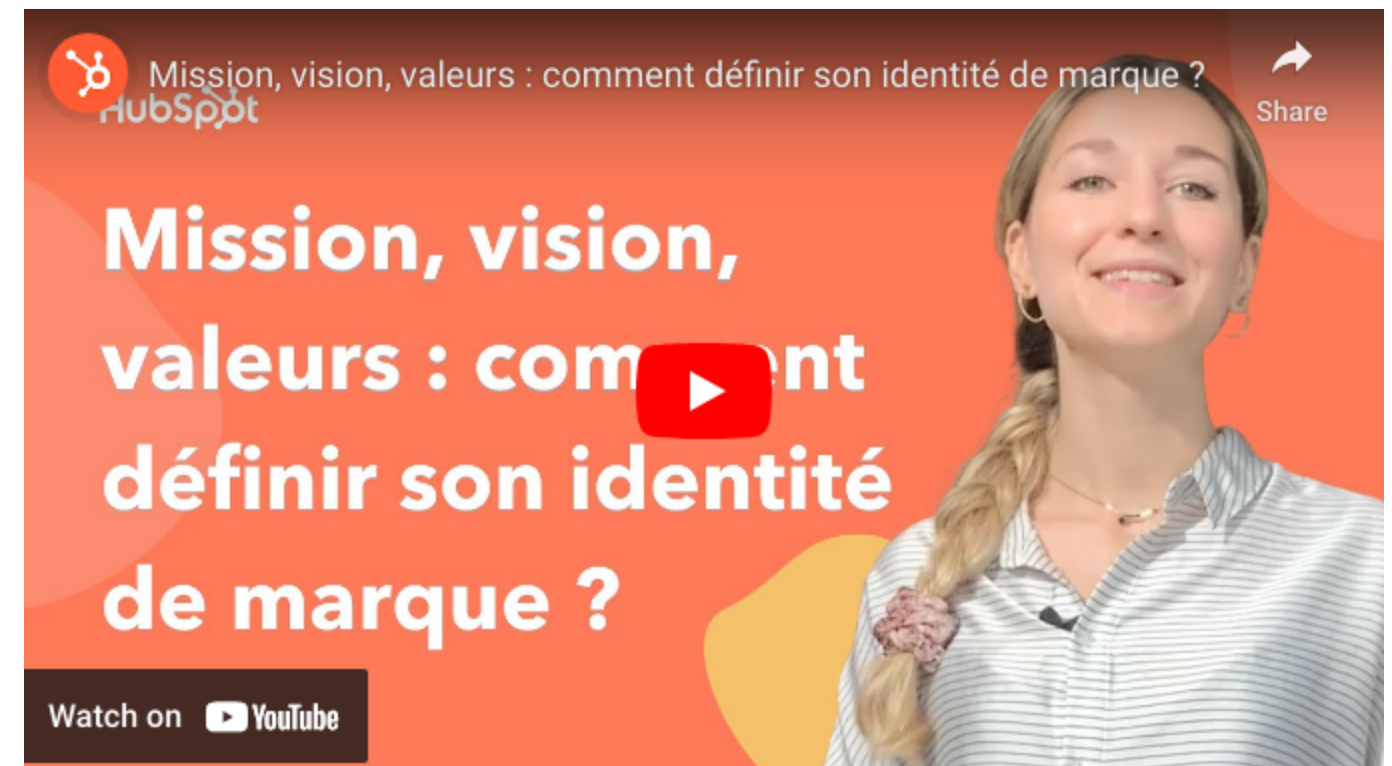 Mission, vision, valeurs : comment définir son identité de marque ?
Share
HubSpot
Mission, vision,
valeurs : comment
définir son identité
de marque ?
Watch on YouTube